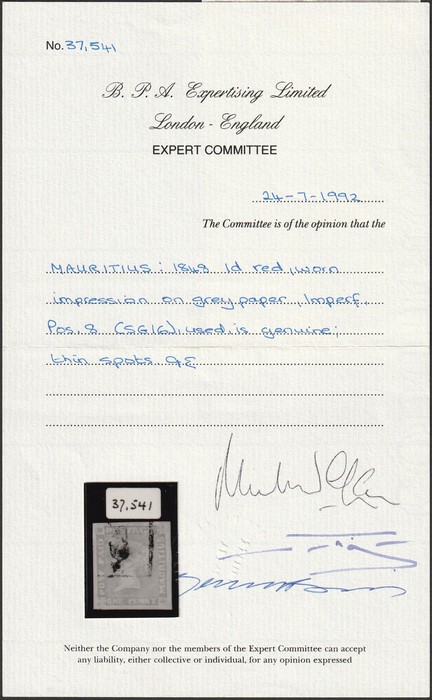 No. 37,541
B. P. A. Expertising Limited
London - England
EXPERT COMMITTEE
24-7-1992
The Committee is of the opinion that the
MAURITIUS: 1848 1d red, worn
impression on grey paper, Imperf,
Pos. 8 (SG16), used, is genuine;
thin spots. Q.E
37,541
Neither the Company nor the members of the Expert Committee can accept
any liability, either collective or individual, for any opinion expressed